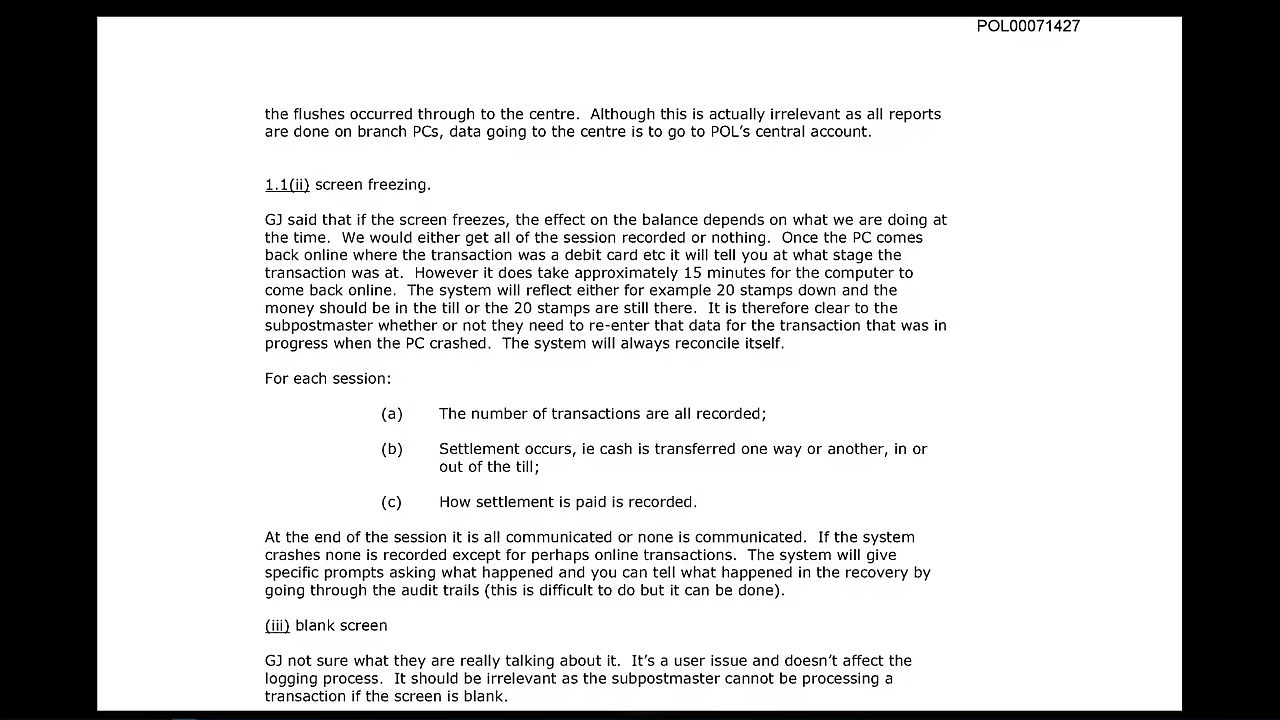 POL00071427
the flushes occurred through to the centre.  Although this is actually irrelevant as all reports
are done on branch PCs, data going to the centre is to go to POL's central account.
1.1(ii) screen freezing.
GJ said that if the screen freezes, the effect on the balance depends on what we are doing at
the time.  We would either get all of the session recorded or nothing.  Once the PC comes
back online where the transaction was a debit card etc it will tell you at what stage the
transaction was at.  However it does take approximately 15 minutes for the computer to
come back online.  The system will reflect either for example 20 stamps down and the
money should be in the till or the 20 stamps are still there.  It is therefore clear to the
subpostmaster whether or not they need to re-enter that data for the transaction that was in
progress when the PC crashed.  The system will always reconcile itself.
For each session:
(a) The number of transactions are all recorded;
(b) Settlement occurs, ie cash is transferred one way or another, in or
out of the till;
(c) How settlement is paid is recorded.
At the end of the session it is all communicated or none is communicated.  If the system
crashes none is recorded except for perhaps online transactions.  The system will give
specific prompts asking what happened and you can tell what happened in the recovery by
going through the audit trails (this is difficult to do but it can be done).
(iii) blank screen
GJ not sure what they are really talking about it.  It's a user issue and doesn't affect the
logging process.  It should be irrelevant as the subpostmaster cannot be processing a
transaction if the screen is blank.